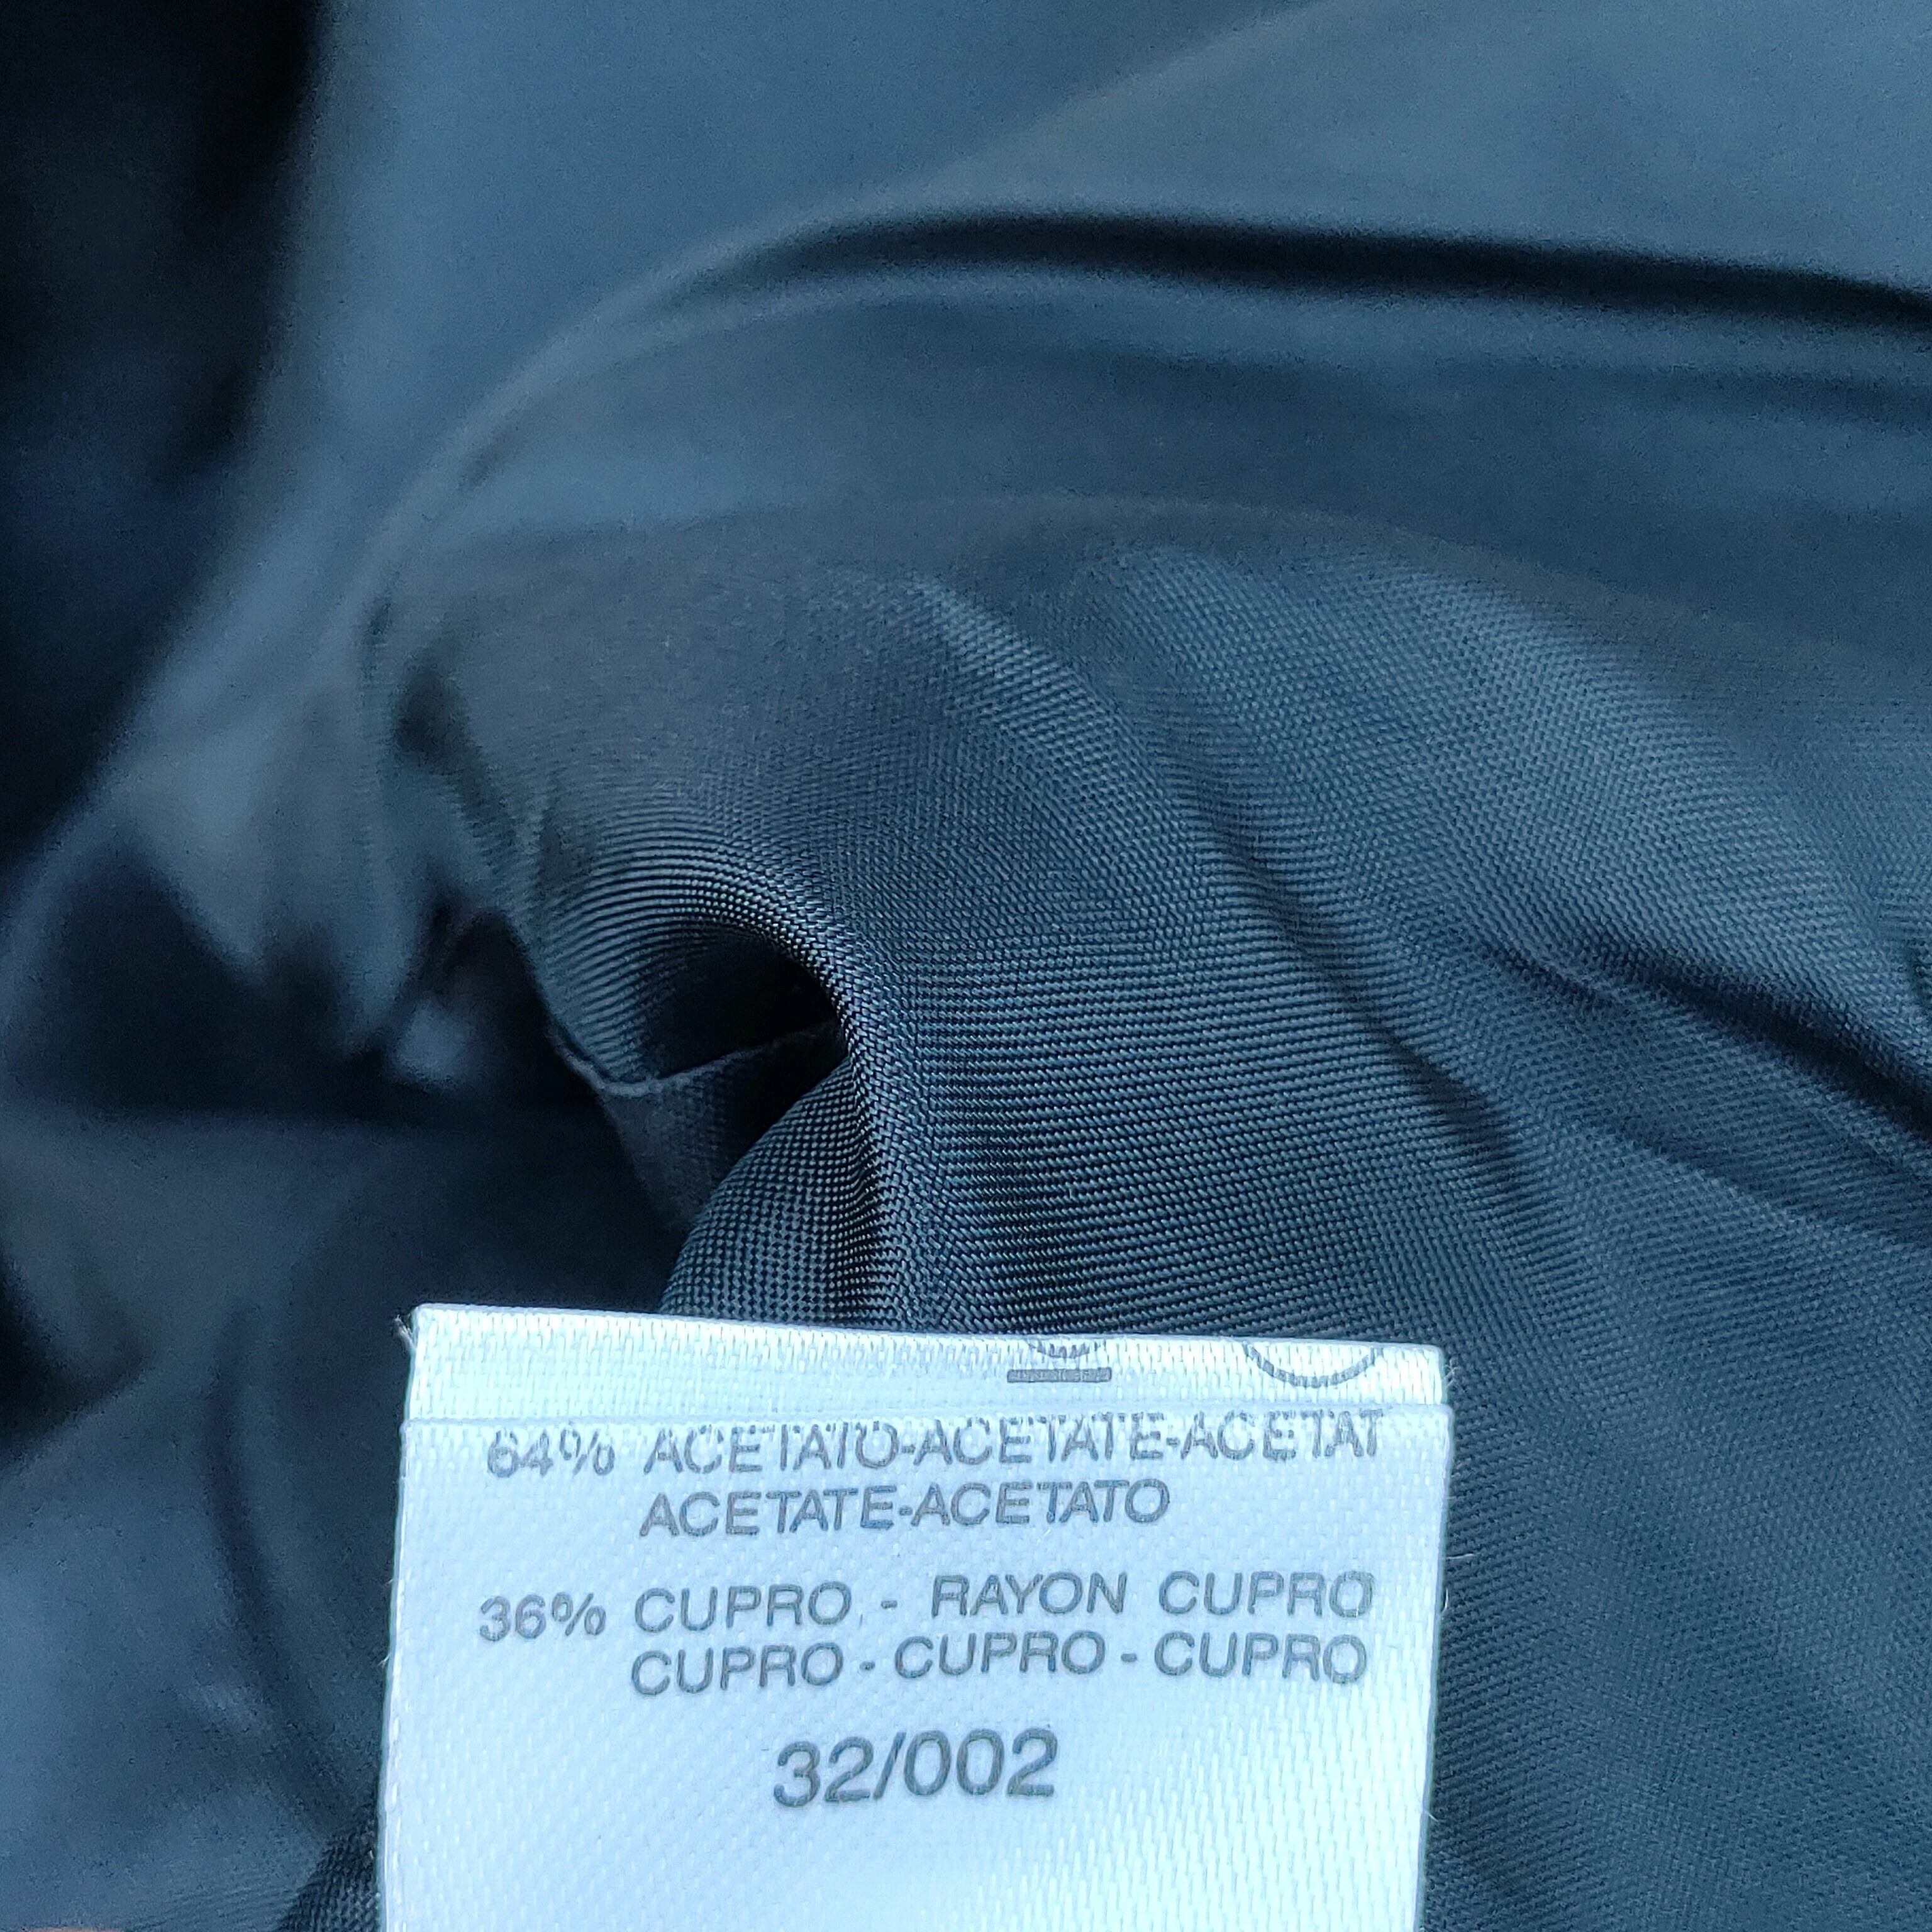 64% ACETATO-ACETATE-ACETAT
ACETATE-ACETATO
36% CUPRO - RAYON CUPRO
CUPRO - CUPRO - CUPRO
32/002